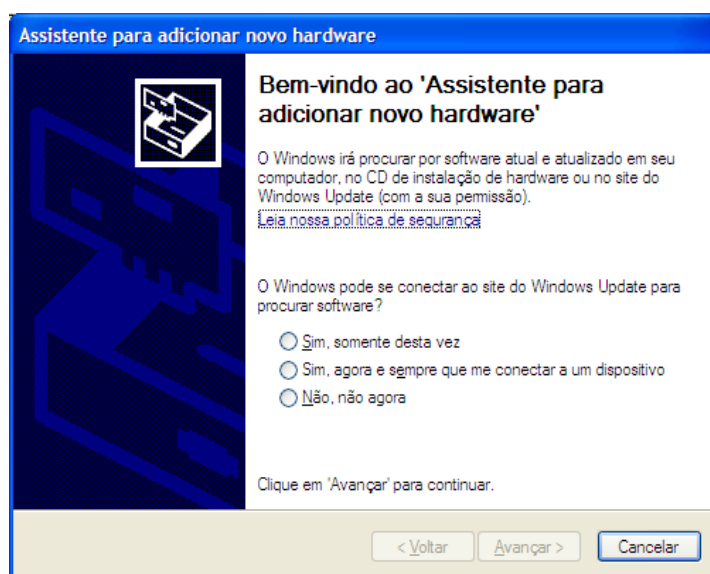 Assistente para adicionar novo hardware
Bem-vindo ao 'Assistente para
adicionar novo hardware'
O Windows irá procurar por software atual e atualizado em seu
computador, no CD de instalação de hardware ou no site do
Windows Update (com a sua permissão).
Leia nossa política de segurança
O Windows pode se conectar ao site do Windows Update para
procurar software?
Sim, somente desta vez
Sim, agora e sempre que me conectar a um dispositivo
Não, não agora
Clique em 'Avançar' para continuar.
< Voltar
Avançar >
Cancelar